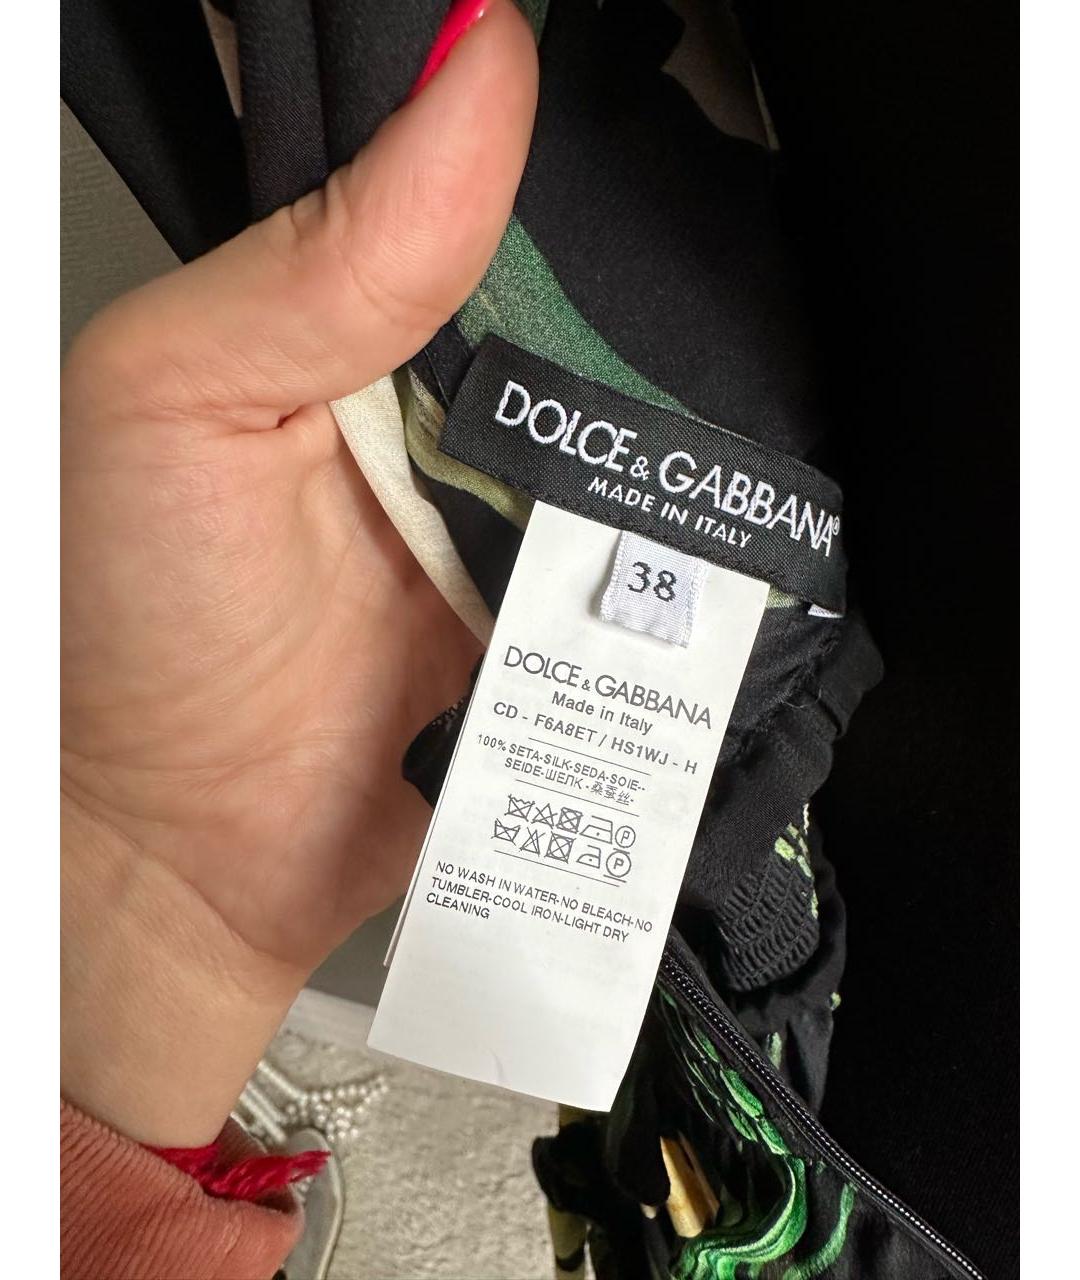 DOLCE & GABBANA®
MADE IN ITALY
38
DOLCE & GABBANA
Made in Italy
CD - F6A8ET / HS1WJ - H
100% SETA-SILK-SEDA-SOIE--
SEIDE-ШЕЛК-桑蚕丝-
P
P
NO WASH IN WATER-NO BLEACH-NO
TUMBLER-COOL IRON-LIGHT DRY
CLEANING